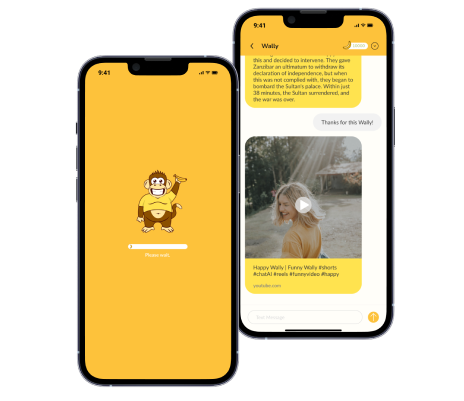 9:41
Please wait..
9:41
Wally
this and decided to intervene. They gave
Zanzibar an ultimatum to withdraw its
declaration of independence, but when
this was not complied with, they began to
bombard the Sultan's palace. Within just
38 minutes, the Sultan surrendered, and
the war was over.
Thanks for this Wally!
Happy Wally | Funny Wally #shorts
#chatAI #reels #funnyvideo #happy
youtube.com
Type Message